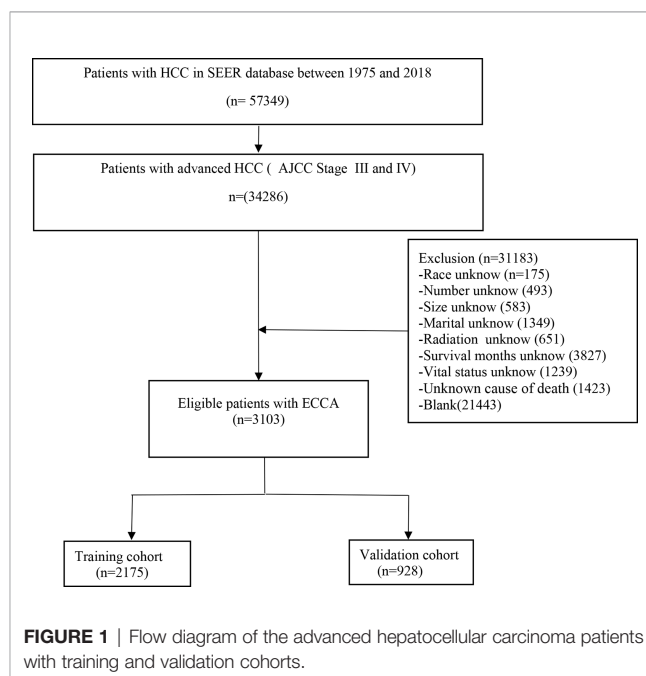 Patients with HCC in SEER database between 1975 and 2018
(n= 57349)
Patients with advanced HCC ( AJCC Stage III and IV)
n=(34286)
Exclusion (n=31183)
-Race unknow (n=175)
-Number unknow (493)
-Size unknow (583)
-Marital unknow (1349)
-Radiation unknow (651)
-Survival months unknow (3827)
-Vital status unknow (1239)
-Unknown cause of death (1423)
-Blank(21443)
Eligible patients with ECCA
(n=3103)
Training cohort
(n=2175)
Validation cohort
(n=928)
FIGURE 1 | Flow diagram of the advanced hepatocellular carcinoma patients
with training and validation cohorts.